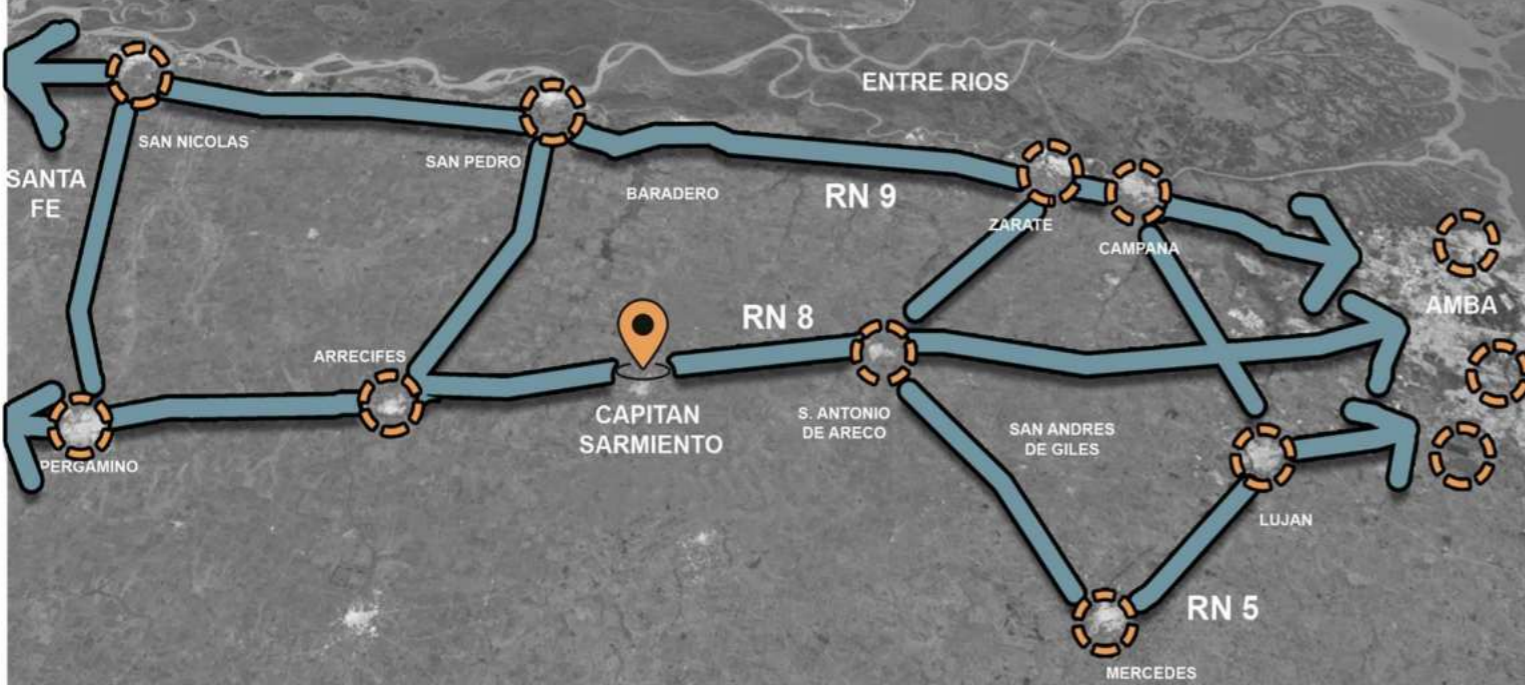 ENTRE RIOS
SAN NICOLAS
SAN PEDRO
SANTA
FE
BARADERO
RN 9
ZARATE
CAMPANA
AMBA
RN 8
ARRECIFES
CAPITAN
SARMIENTO
S. ANTONIO
DE ARECO
SAN ANDRES
DE GILES
PERGAMINO
LUJAN
RN 5
MERCEDES